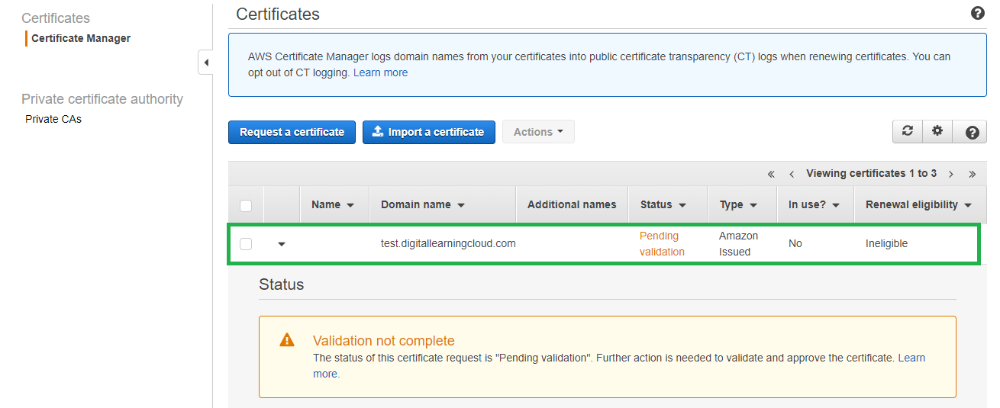 Certificates
Certificate Manager
Private certificate authority
Private CAs
Certificates
AWS Certificate Manager logs domain names from your certificates into public certificate transparency (CT) logs when renewing certificates. You can
opt out of CT logging. Learn more
Request a certificate Import a certificate Actions
Viewing certificates 1 to 3
Name Domain name Additional names Status Type In use? Renewal eligibility
test.digitallearningcloud.com Pending validation Amazon Issued No Ineligible
Status
Validation not complete
The status of this certificate request is "Pending validation". Further action is needed to validate and approve the certificate. Learn
more.